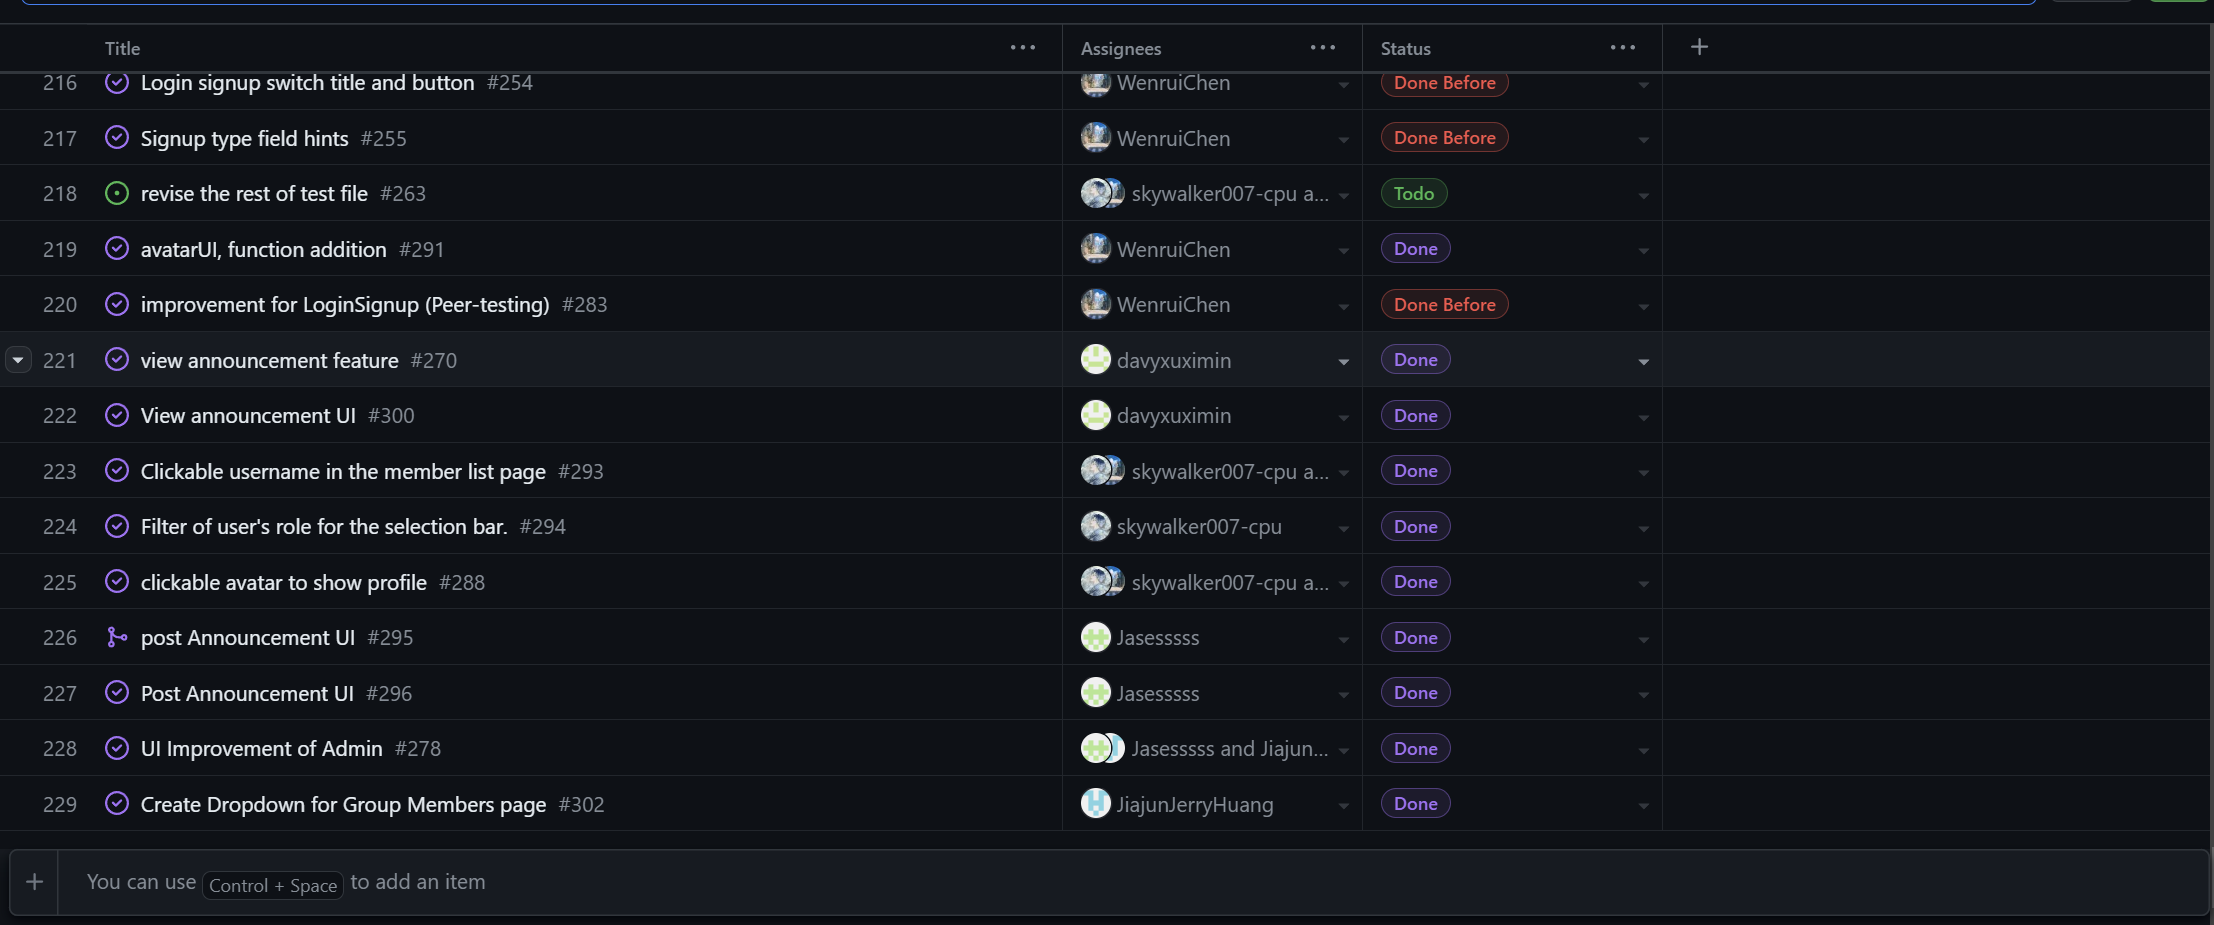 Title Assignees Status
216 Login signup switch title and button #254 WenruiChen Done Before
217 Signup type field hints #255 WenruiChen Done Before
218 revise the rest of test file #263 skywalker007-cpu a... Todo
219 avatarUI, function addition #291 WenruiChen Done
220 improvement for LoginSignup (Peer-testing) #283 WenruiChen Done Before
221 view announcement feature #270 davyxuximin Done
222 View announcement UI #300 davyxuximin Done
223 Clickable username in the member list page #293 skywalker007-cpu a... Done
224 Filter of user's role for the selection bar. #294 skywalker007-cpu Done
225 clickable avatar to show profile #288 skywalker007-cpu a... Done
226 post Announcement UI #295 Jasesssss Done
227 Post Announcement UI #296 Jasesssss Done
228 UI Improvement of Admin #278 Jasesssss and Jiajun... Done
229 Create Dropdown for Group Members page #302 JiajunJerryHuang Done
You can use Control + Space to add an item